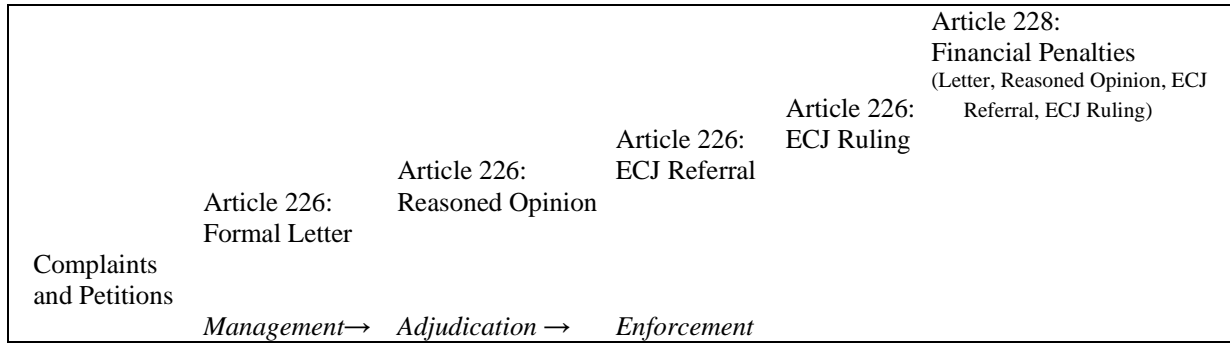 Article 228:
Financial Penalties
(Letter, Reasoned Opinion, ECJ
Referral, ECJ Ruling)
Article 226:
ECJ Ruling
Article 226:
ECJ Referral
Article 226:
Reasoned Opinion
Article 226:
Formal Letter
Complaints
and Petitions
Management→ Adjudication → Enforcement